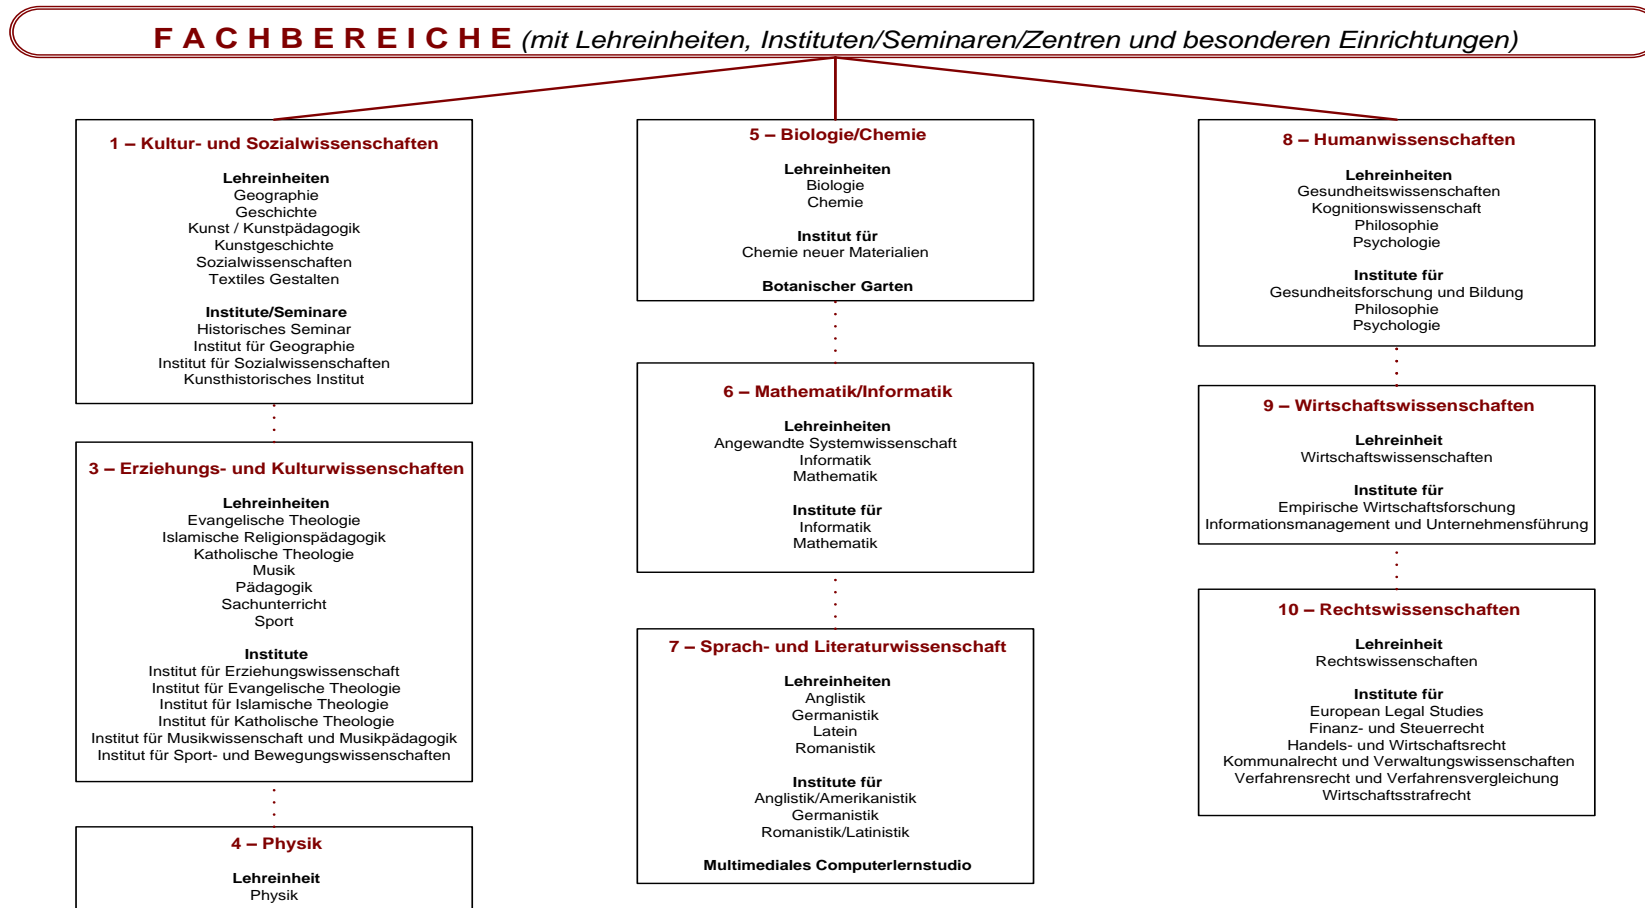 F A C H B E R E I C H E (mit Lehreinheiten, Instituten/Seminaren/Zentren und besonderen Einrichtungen)
1 – Kultur- und Sozialwissenschaften
Lehreinheiten
Geographie
Geschichte
Kunst / Kunstpädagogik
Kunstgeschichte
Sozialwissenschaften
Textiles Gestalten
Institute/Seminare
Historisches Seminar
Institut für Geographie
Institut für Sozialwissenschaften
Kunsthistorisches Institut
3 – Erziehungs- und Kulturwissenschaften
Lehreinheiten
Evangelische Theologie
Islamische Religionspädagogik
Katholische Theologie
Musik
Pädagogik
Sachunterricht
Sport
Institute
Institut für Erziehungswissenschaft
Institut für Evangelische Theologie
Institut für Islamische Theologie
Institut für Katholische Theologie
Institut für Musikwissenschaft und Musikpädagogik
Institut für Sport- und Bewegungswissenschaften
4 – Physik
Lehreinheit
Physik
5 – Biologie/Chemie
Lehreinheiten
Biologie
Chemie
Institut für
Chemie neuer Materialien
Botanischer Garten
6 – Mathematik/Informatik
Lehreinheiten
Angewandte Systemwissenschaft
Informatik
Mathematik
Institute für
Informatik
Mathematik
7 – Sprach- und Literaturwissenschaft
Lehreinheiten
Anglistik
Germanistik
Latein
Romanistik
Institute für
Anglistik/Amerikanistik
Germanistik
Romanistik/Latinistik
Multimediales Computerlernstudio
8 – Humanwissenschaften
Lehreinheiten
Gesundheitswissenschaften
Kognitionswissenschaft
Philosophie
Psychologie
Institute für
Gesundheitsforschung und Bildung
Philosophie
Psychologie
9 – Wirtschaftswissenschaften
Lehreinheit
Wirtschaftswissenschaften
Institute für
Empirische Wirtschaftsforschung
Informationsmanagement und Unternehmensführung
10 – Rechtswissenschaften
Lehreinheit
Rechtswissenschaften
Institute für
European Legal Studies
Finanz- und Steuerrecht
Handels- und Wirtschaftsrecht
Kommunalrecht und Verwaltungswissenschaften
Verfahrensrecht und Verfahrensvergleichung
Wirtschaftsstrafrecht